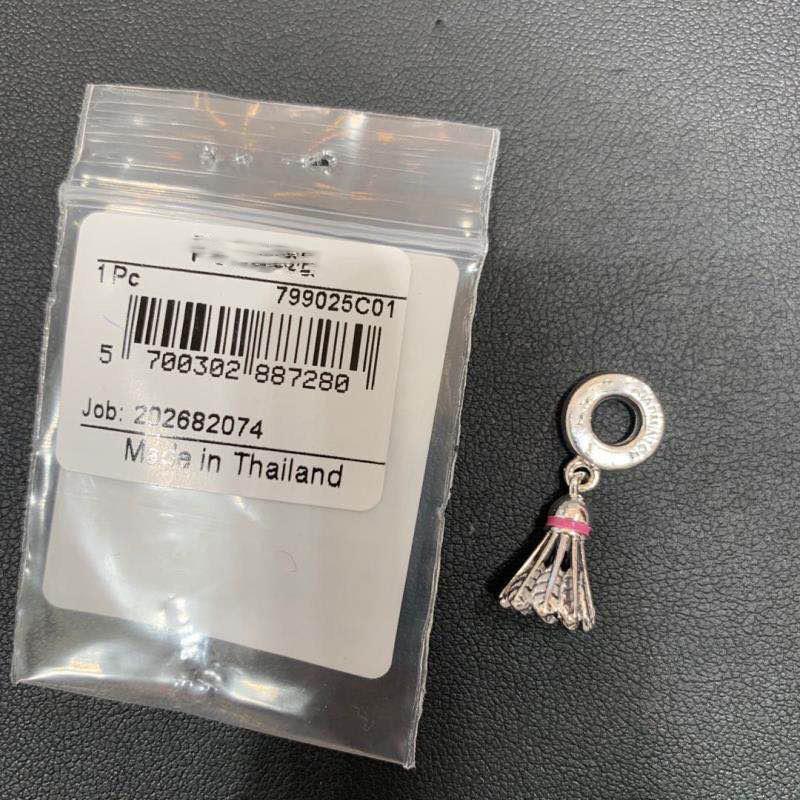 1 Pc
799025C01
5 700302 887280
Job: 202682074
Made in Thailand